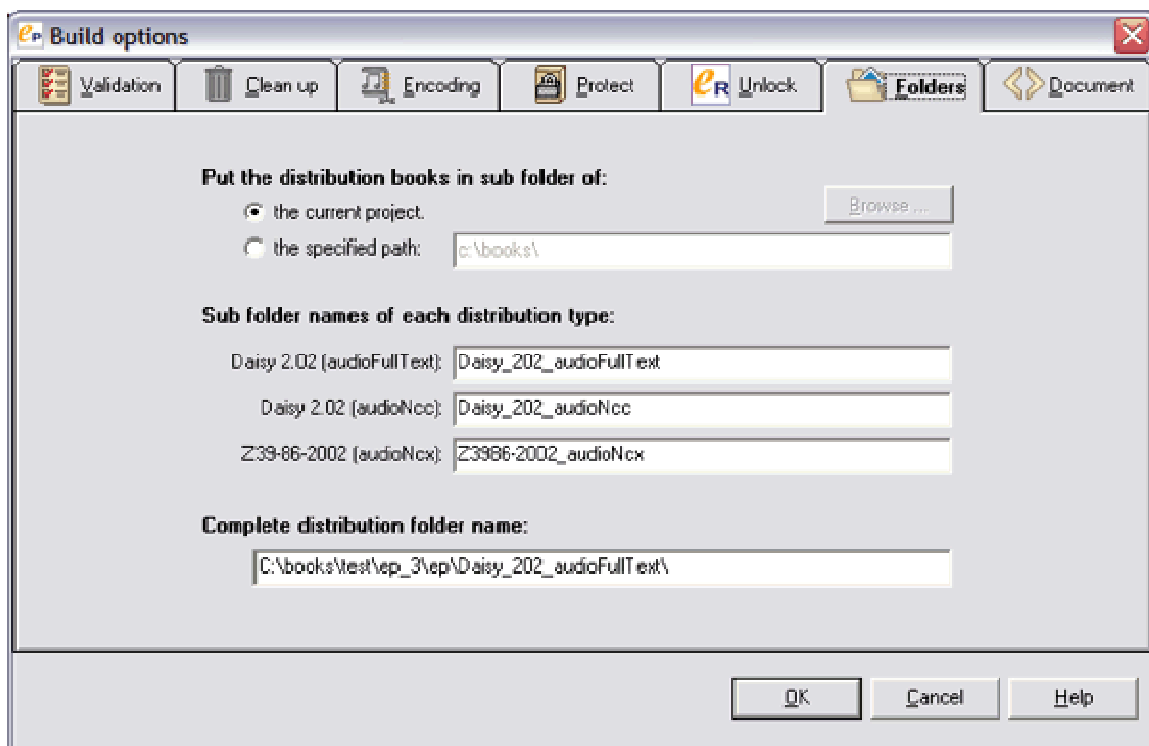 eP Build options
Validation Clean up Encoding Protect eR Unlock Folders Document
Put the distribution books in sub folder of:
the current project. Browse ...
the specified path: c:\books\
Sub folder names of each distribution type:
Daisy 2.02 (audioFullText): Daisy_202_audioFullText
Daisy 2.02 (audioNcc): Daisy_202_audioNcc
Z39-86-2002 (audioNcx): Z3986-2002_audioNcx
Complete distribution folder name:
C:\books\test\ep_3\ep\Daisy_202_audioFullText\
OK Cancel Help